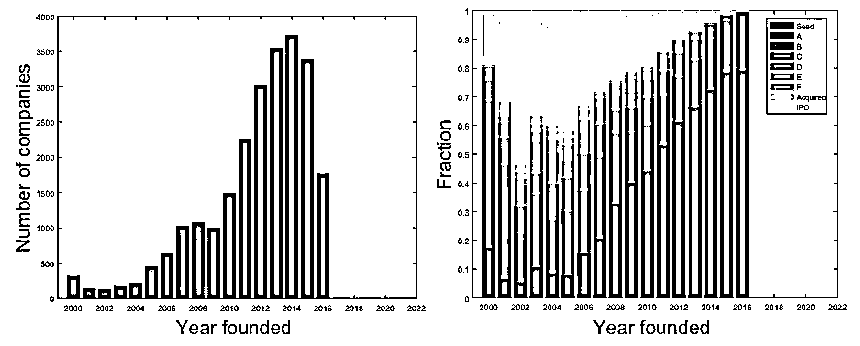 4000
3500
3000
2500
2000
1500
1000
500
0
Number of companies
2000 2002 2004 2006 2008 2010 2012 2014 2016 2018 2020 2022
Year founded
1
0.9
0.8
0.7
0.6
0.5
0.4
0.3
0.2
0.1
0
Fraction
2000 2002 2004 2006 2008 2010 2012 2014 2016 2018 2020 2022
Year founded
Seed
A
B
C
D
E
F
Acquired
IPO